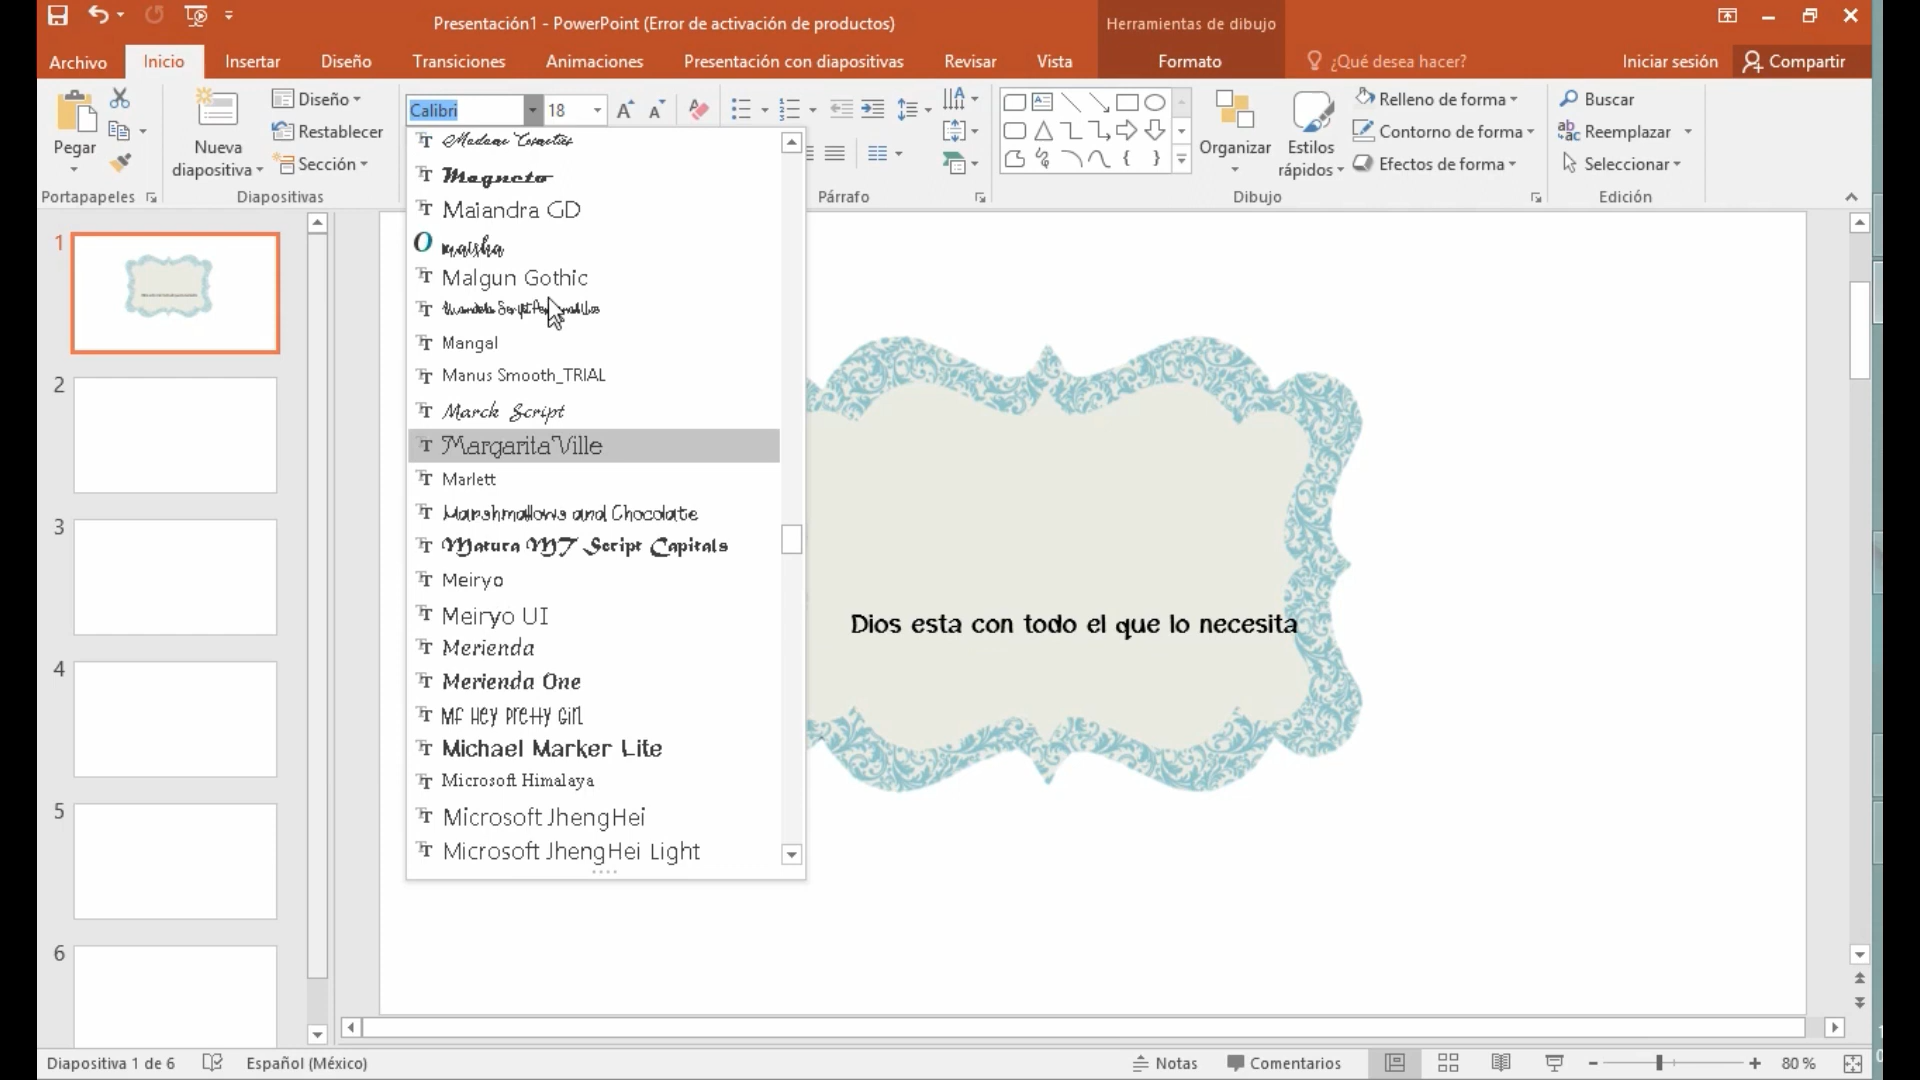 Presentación1 - PowerPoint (Error de activación de productos)
Herramientas de dibujo
Archivo
Inicio
Insertar
Diseño
Transiciones
Animaciones
Presentación con diapositivas
Revisar
Vista
Formato
¿Qué desea hacer?
Iniciar sesión
Compartir
Pegar
Nueva
diapositiva
Diseño
Restablecer
Sección
Calibri
18
Organizar
Estilos
rápidos
Relleno de forma
Contorno de forma
Efectos de forma
Buscar
Reemplazar
Seleccionar
Portapapeles
Diapositivas
Párrafo
Dibujo
Edición
Madame Cosmetics
Magneto
Maiandra GD
maisha
Malgun Gothic
Mangal
Manus Smooth_TRIAL
Marck Script
MargaritaVille
Marlett
Marshmallows and Chocolate
Matura MT Script Capitals
Meiryo
Meiryo UI
Merienda
Merienda One
Mf Hey Pretty Girl
Michael Marker Lite
Microsoft Himalaya
Microsoft JhengHei
Microsoft JhengHei Light
1
2
3
4
5
6
Dios esta con todo el que lo necesita
Diapositiva 1 de 6
Español (México)
Notas
Comentarios
80 %